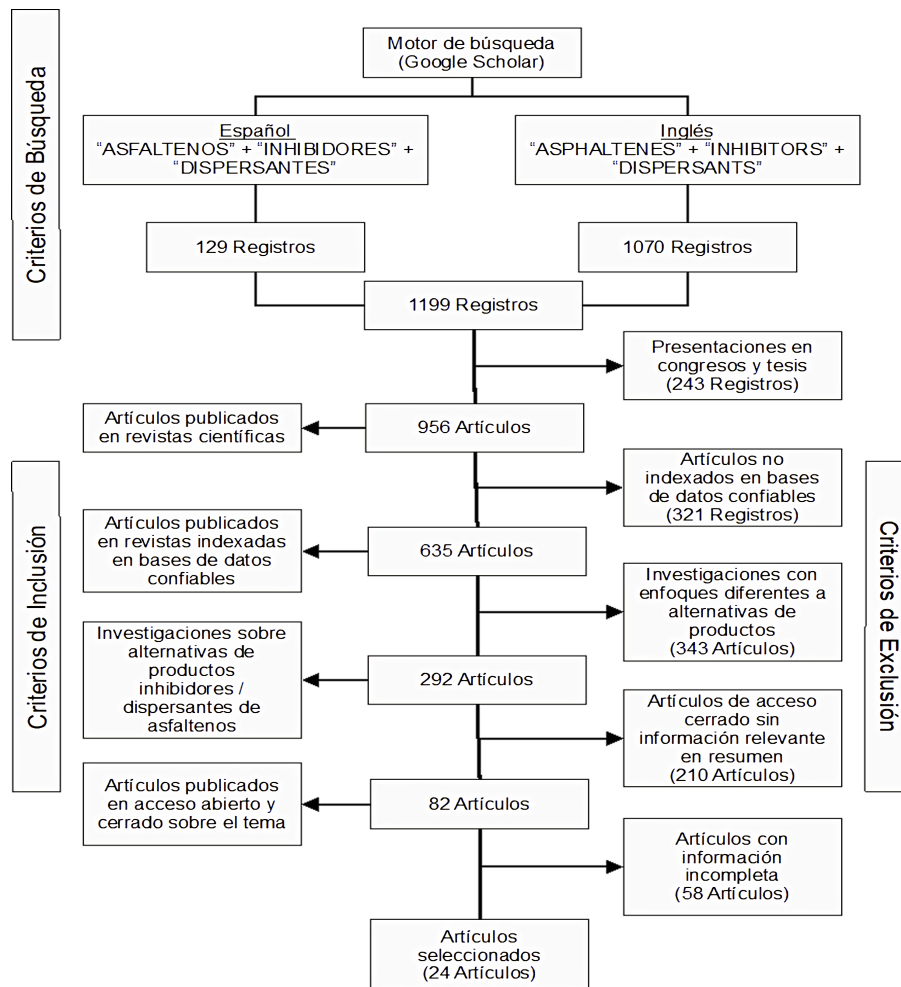 Motor de búsqueda
(Google Scholar)
Criterios de Búsqueda
Español
"ASFALTENOS" + "INHIBIDORES" +
"DISPERSANTES"
Inglés
"ASPHALTENES" + "INHIBITORS" +
"DISPERSANTS"
129 Registros
1070 Registros
1199 Registros
Presentaciones en
congresos y tesis
(243 Registros)
Artículos publicados
en revistas científicas
956 Artículos
Criterios de Inclusión
Criterios de Exclusión
Artículos no
indexados en bases
de datos confiables
(321 Registros)
Artículos publicados
en revistas indexadas
en bases de datos
confiables
635 Artículos
Investigaciones con
enfoques diferentes a
alternativas de
productos
(343 Artículos)
Investigaciones sobre
alternativas de
productos
inhibidores /
dispersantes de
asfaltenos
292 Artículos
Artículos de acceso
cerrado sin
información relevante
en resumen
(210 Artículos)
Artículos publicados
en acceso abierto y
cerrado sobre el tema
82 Artículos
Artículos con
información
incompleta
(58 Artículos)
Artículos
seleccionados
(24 Artículos)